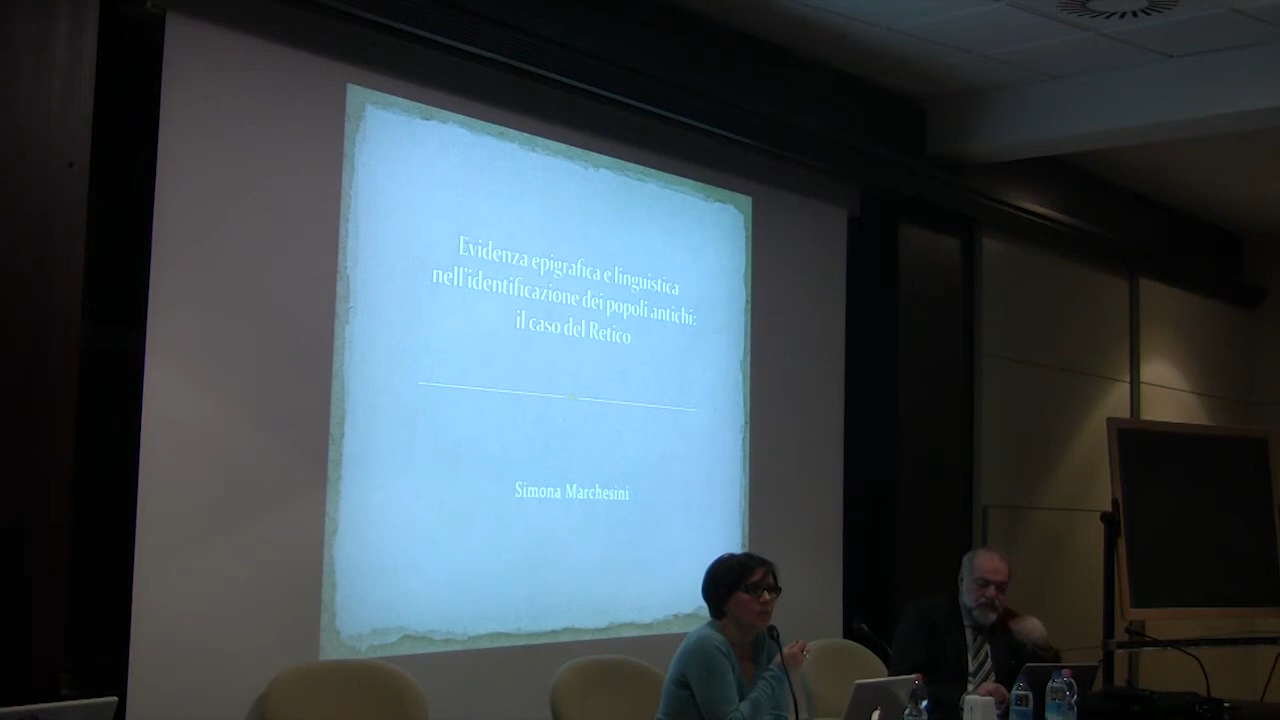 Evidenza epigrafica e linguistica
nell'identificazione dei popoli antichi:
il caso del Retico
Simona Marchesini